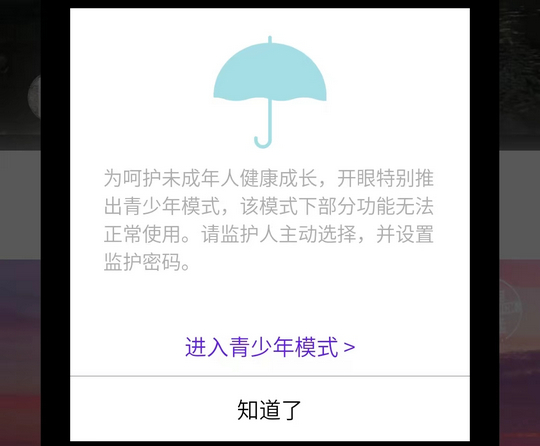 为呵护未成年人健康成长，开眼特别推
出青少年模式，该模式下部分功能无法
正常使用。请监护人主动选择，并设置
监护密码。
进入青少年模式 >
知道了